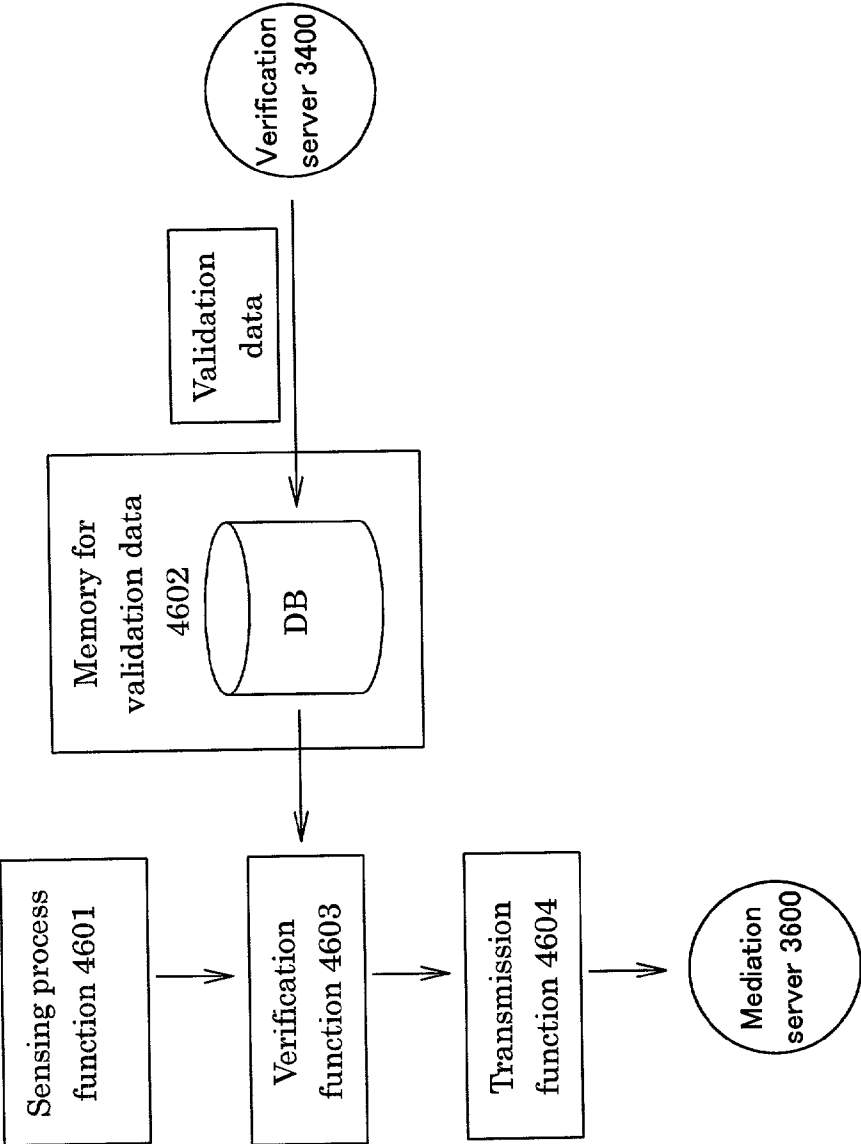 Sensing process
function 4601
Verification
function 4603
Transmission
function 4604
Mediation
server 3600
Memory for
validation data
4602
DB
Validation
data
Verification
server 3400